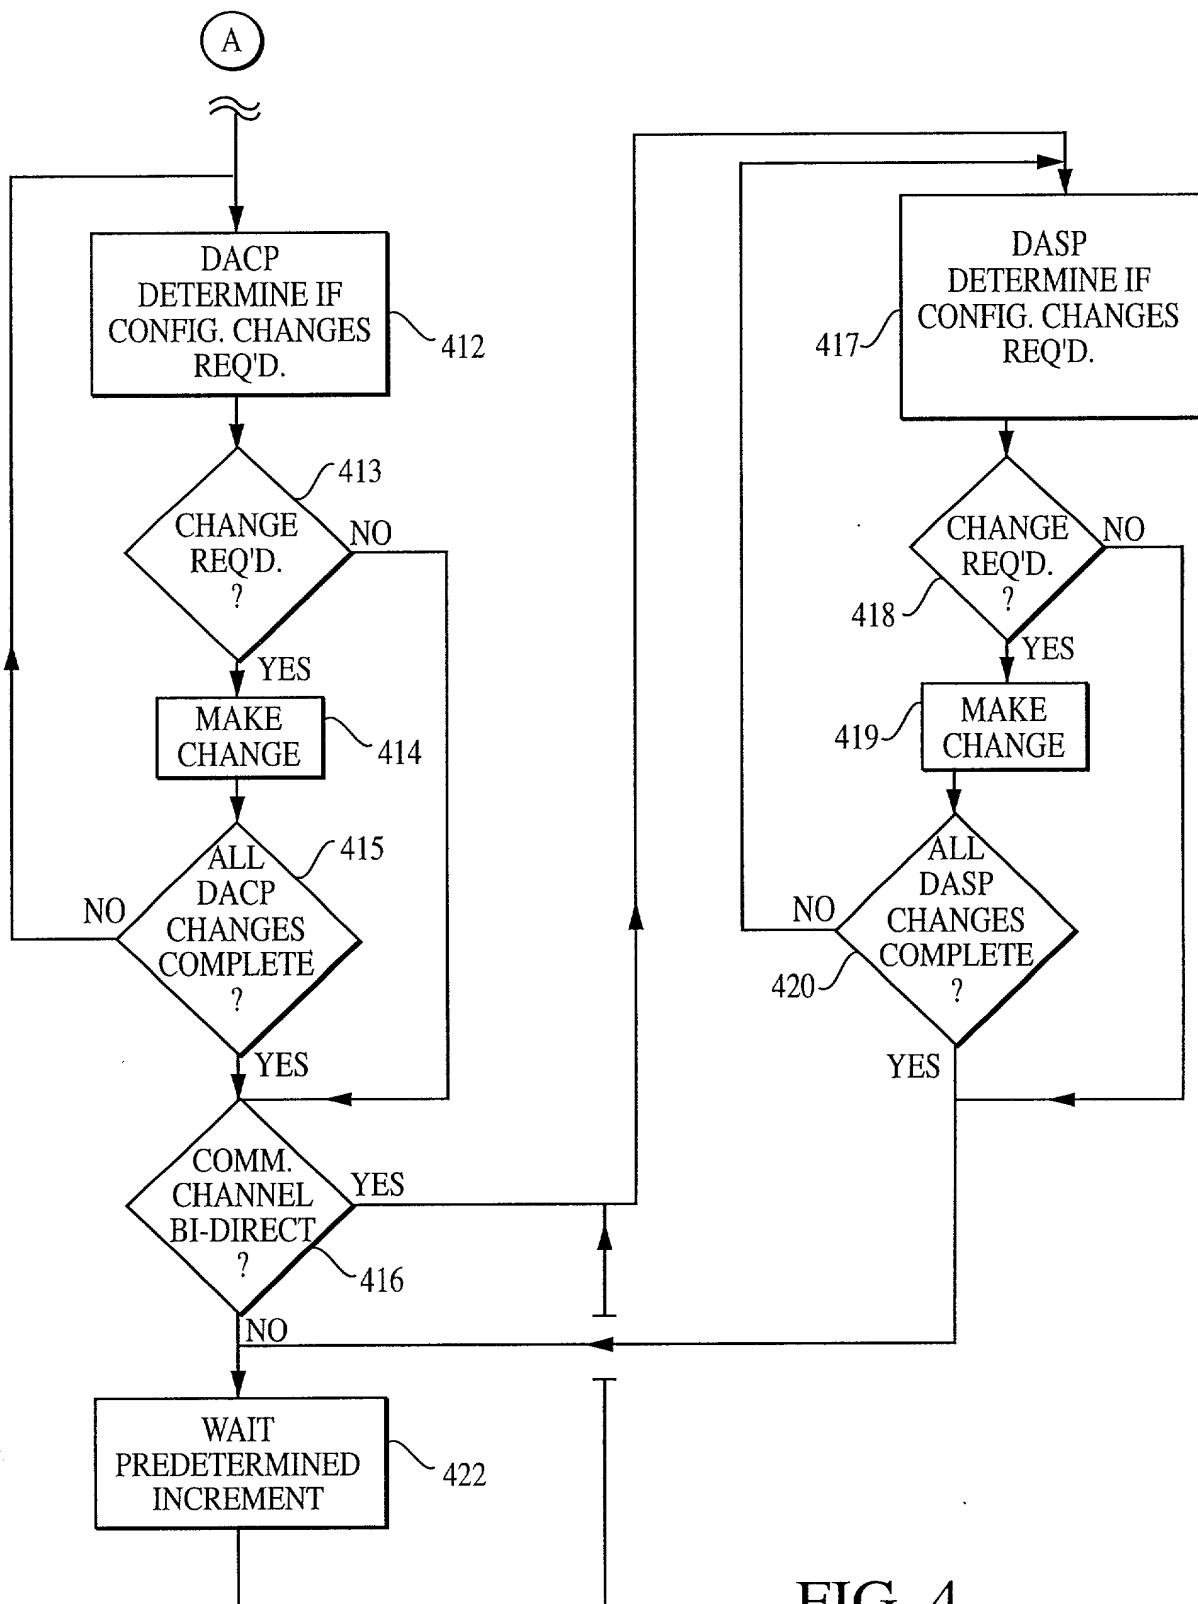 A
DACP
DETERMINE IF
CONFIG. CHANGES
REQ'D.
412
413
CHANGE
REQ'D.
?
NO
YES
MAKE
CHANGE
414
415
ALL
DACP
CHANGES
COMPLETE
?
NO
YES
COMM.
CHANNEL
BI-DIRECT
?
YES
416
NO
WAIT
PREDETERMINED
INCREMENT
422
DASP
DETERMINE IF
CONFIG. CHANGES
REQ'D.
417
CHANGE
REQ'D.
?
NO
418
YES
MAKE
CHANGE
419
ALL
DASP
CHANGES
COMPLETE
?
NO
420
YES
FIG. 4